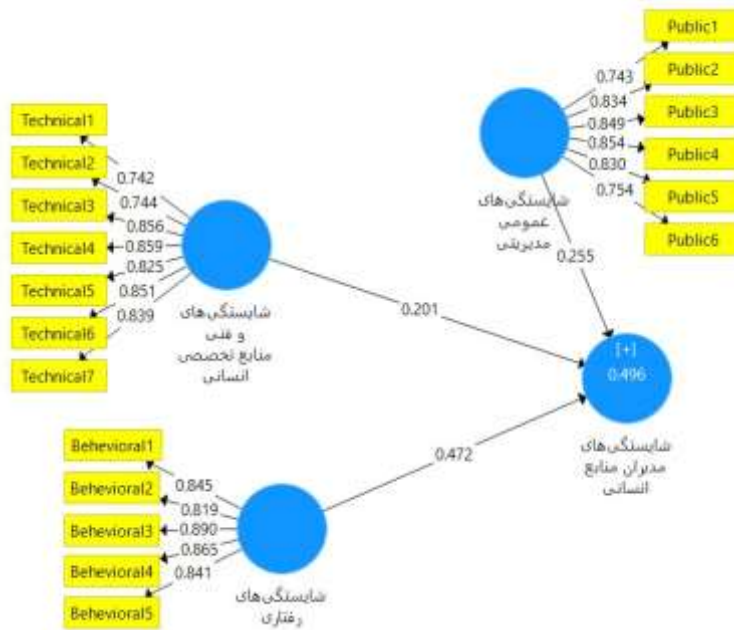 Public1
Public2
Public3
Public4
Public5
Public6
0.743
0.834
0.849
0.854
0.830
0.754
شایستگی‌های
عمومی
مدیریتی
0.255
Technical1
Technical2
Technical3
Technical4
Technical5
Technical6
Technical7
0.742
0.744
0.856
0.859
0.825
0.851
0.839
شایستگی‌های
و فنی
منابع تخصصی
انسانی
0.201
[+]
0.496
شایستگی‌های
مدیران منابع
انسانی
0.472
Behevioral1
Behevioral2
Behevioral3
Behevioral4
Behevioral5
0.845
0.819
0.890
0.865
0.841
شایستگی‌های
رفتاری